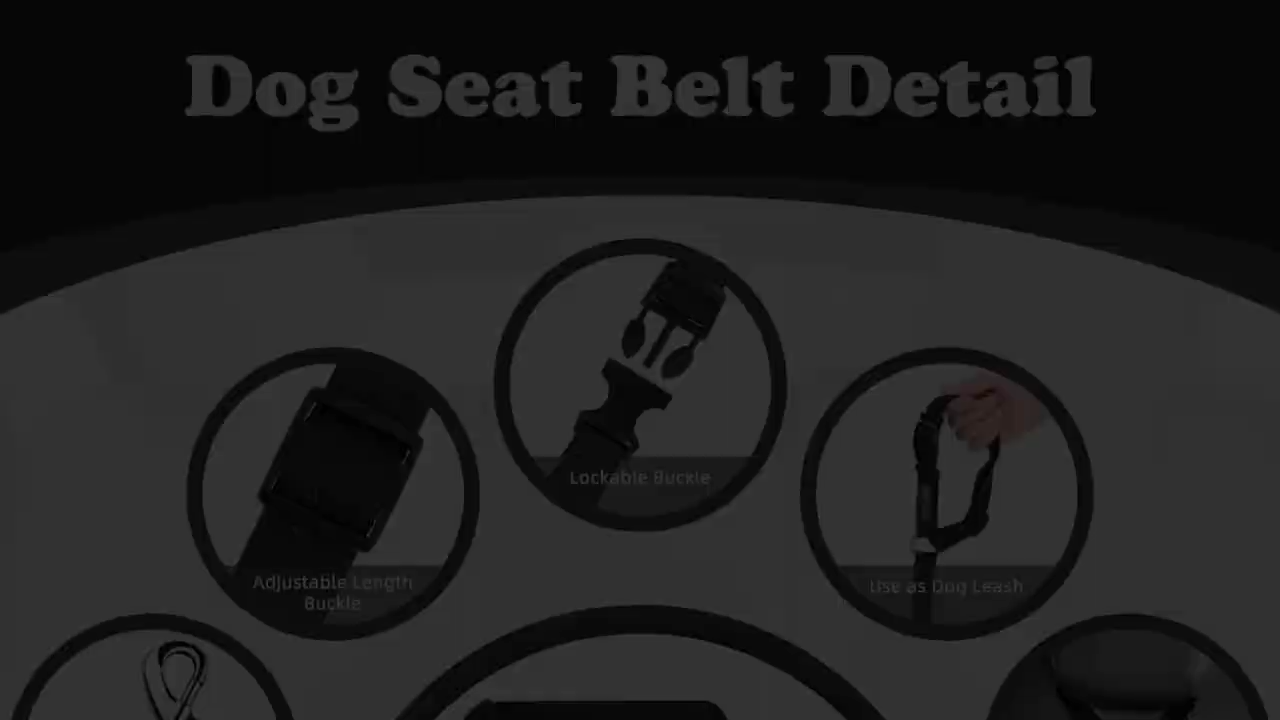 Dog Seat Belt Detail
Lockable Buckle
Adjustable Length
Buckle
Use as Dog Leash